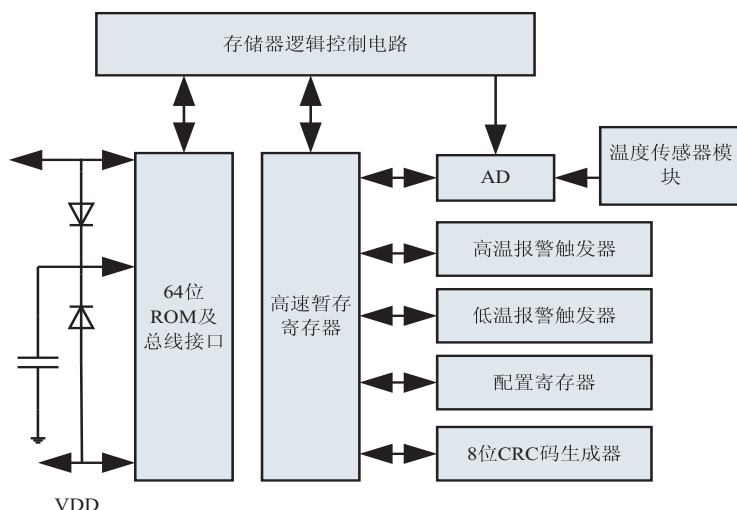 存储器逻辑控制电路
温度传感器模
块
AD
高温报警触发器
64位
ROM及
总线接口
高速暂存
寄存器
低温报警触发器
配置寄存器
8位CRC码生成器
VDD